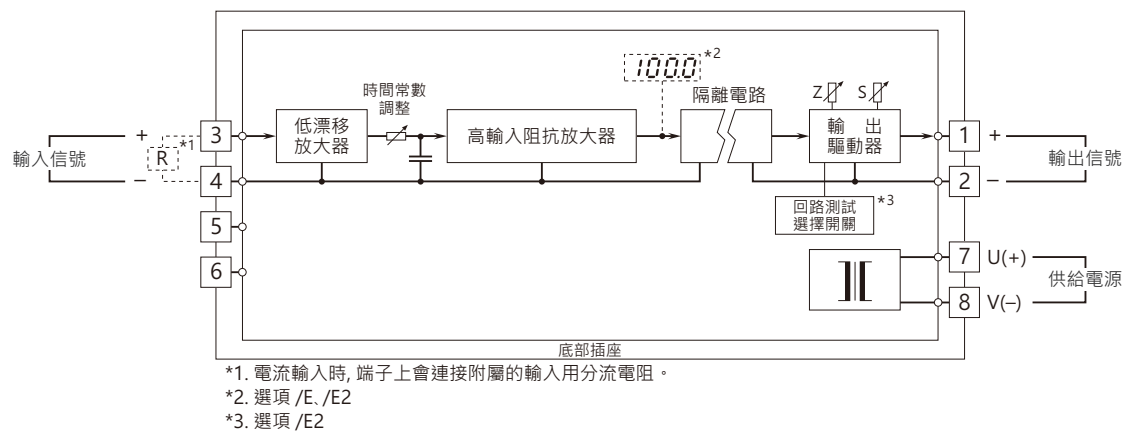 100.0
*2
時間常數
調整
隔離電路
Z
S
3
低漂移
放大器
高輸入阻抗放大器
輸 出
驅動器
1
+
+
*1
R
輸入信號
輸出信號
–
4
2
–
5
回路測試
選擇開關
*3
6
7
U(+)
供給電源
8
V(–)
底部插座
*1. 電流輸入時, 端子上會連接附屬的輸入用分流電阻。
*2. 選項 /E、/E2
*3. 選項 /E2